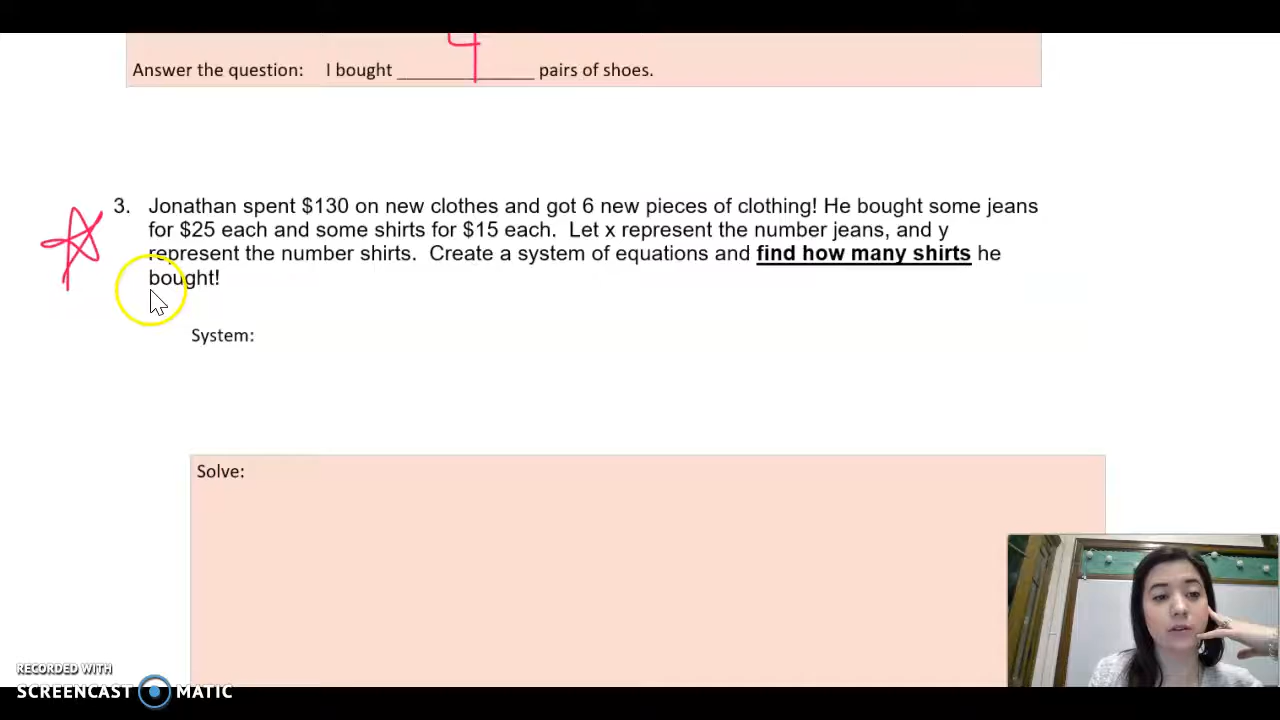 4
Answer the question: I bought ______________ pairs of shoes.
3. Jonathan spent $130 on new clothes and got 6 new pieces of clothing! He bought some jeans
for $25 each and some shirts for $15 each. Let x represent the number jeans, and y
represent the number shirts. Create a system of equations and find how many shirts he
bought!
System:
Solve:
RECORDED WITH
SCREENCAST MATIC